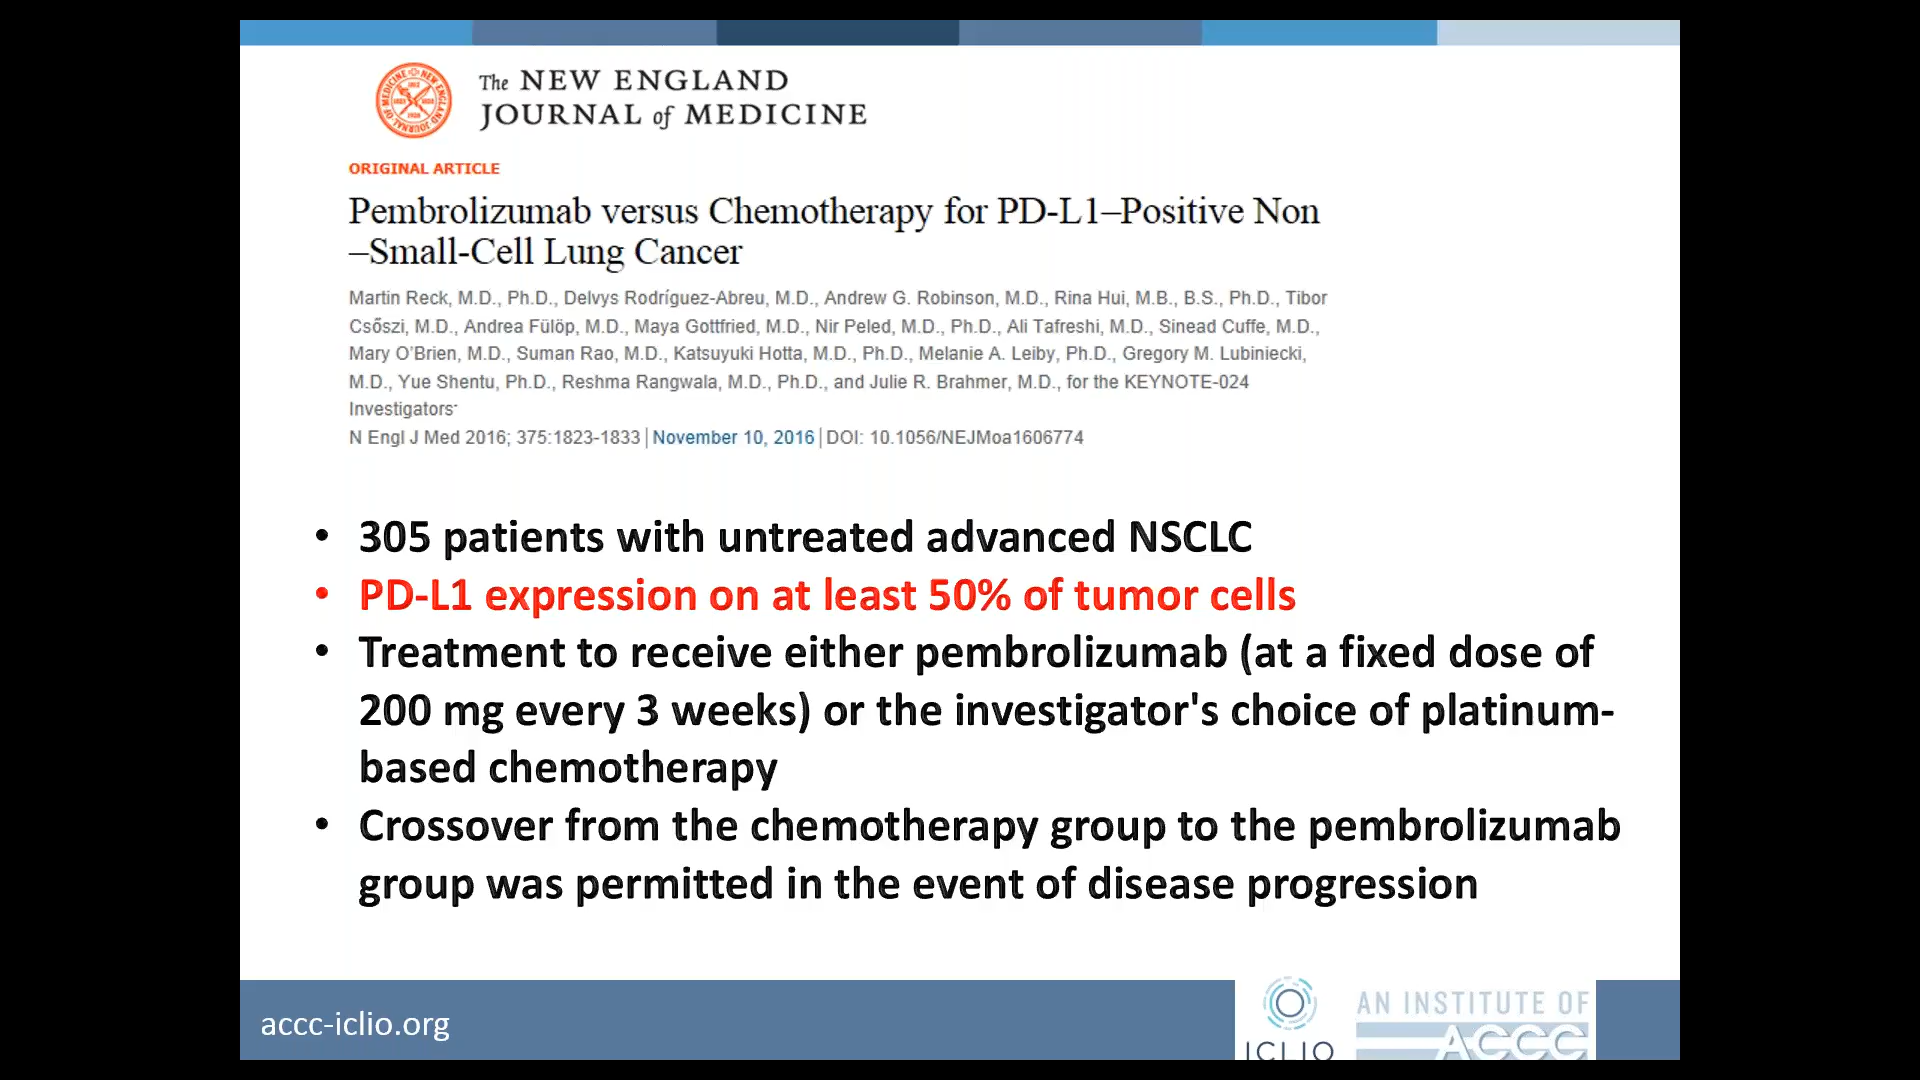 The NEW ENGLAND
JOURNAL of MEDICINE
ORIGINAL ARTICLE
Pembrolizumab versus Chemotherapy for PD-L1–Positive Non
–Small-Cell Lung Cancer
Martin Reck, M.D., Ph.D., Delvys Rodríguez-Abreu, M.D., Andrew G. Robinson, M.D., Rina Hui, M.B., B.S., Ph.D., Tibor
Csőszi, M.D., Andrea Fülöp, M.D., Maya Gottfried, M.D., Nir Peled, M.D., Ph.D., Ali Tafreshi, M.D., Sinead Cuffe, M.D.,
Mary O’Brien, M.D., Suman Rao, M.D., Katsuyuki Hotta, M.D., Ph.D., Melanie A. Leiby, Ph.D., Gregory M. Lubiniecki,
M.D., Yue Shentu, Ph.D., Reshma Rangwala, M.D., Ph.D., and Julie R. Brahmer, M.D., for the KEYNOTE-024
Investigators*
N Engl J Med 2016; 375:1823-1833 | November 10, 2016 | DOI: 10.1056/NEJMoa1606774
• 305 patients with untreated advanced NSCLC
• PD-L1 expression on at least 50% of tumor cells
• Treatment to receive either pembrolizumab (at a fixed dose of
200 mg every 3 weeks) or the investigator's choice of platinum-
based chemotherapy
• Crossover from the chemotherapy group to the pembrolizumab
group was permitted in the event of disease progression
accc-iclio.org
ICLIO
AN INSTITUTE OF
ACCC